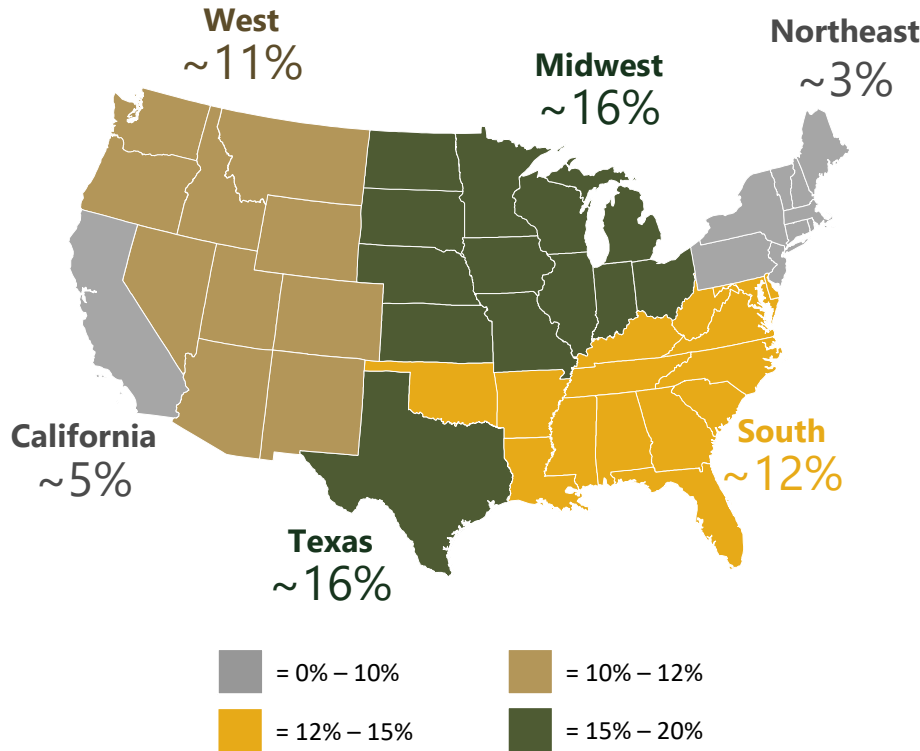 West
~11%
Northeast
~3%
Midwest
~16%
California
~5%
South
~12%
Texas
~16%
= 0% – 10%
= 10% – 12%
= 12% – 15%
= 15% – 20%